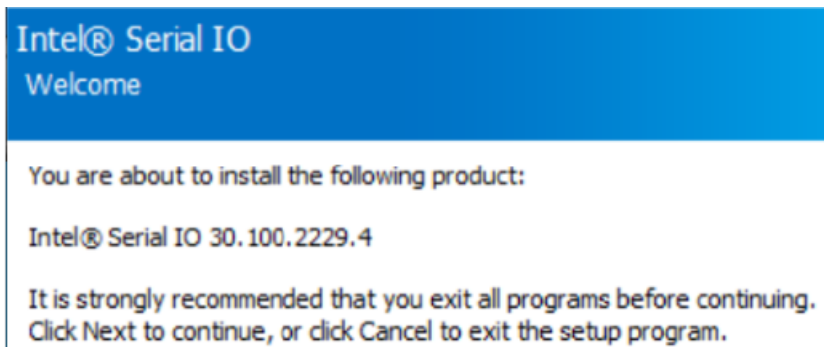 Intel® Serial IO
Welcome
You are about to install the following product:
Intel® Serial IO 30.100.2229.4
It is strongly recommended that you exit all programs before continuing.
Click Next to continue, or click Cancel to exit the setup program.